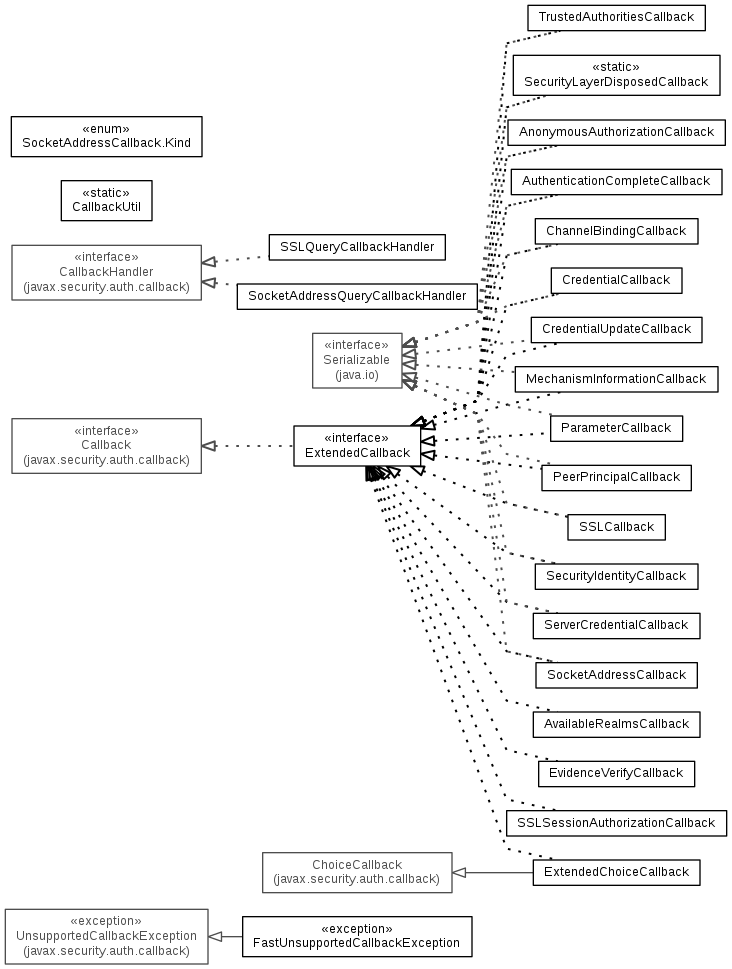 TrustedAuthoritiesCallback
«static»
SecurityLayerDisposedCallback
«enum»
SocketAddressCallback.Kind
AnonymousAuthorizationCallback
«static»
CallbackUtil
AuthenticationCompleteCallback
ChannelBindingCallback
«interface»
CallbackHandler
(javax.security.auth.callback)
SSLQueryCallbackHandler
CredentialCallback
SocketAddressQueryCallbackHandler
CredentialUpdateCallback
«interface»
Serializable
(java.io)
MechanismInformationCallback
ParameterCallback
«interface»
Callback
(javax.security.auth.callback)
«interface»
ExtendedCallback
PeerPrincipalCallback
SSLCallback
SecurityIdentityCallback
ServerCredentialCallback
SocketAddressCallback
AvailableRealmsCallback
EvidenceVerifyCallback
SSLSessionAuthorizationCallback
ChoiceCallback
(javax.security.auth.callback)
ExtendedChoiceCallback
«exception»
UnsupportedCallbackException
(javax.security.auth.callback)
«exception»
FastUnsupportedCallbackException